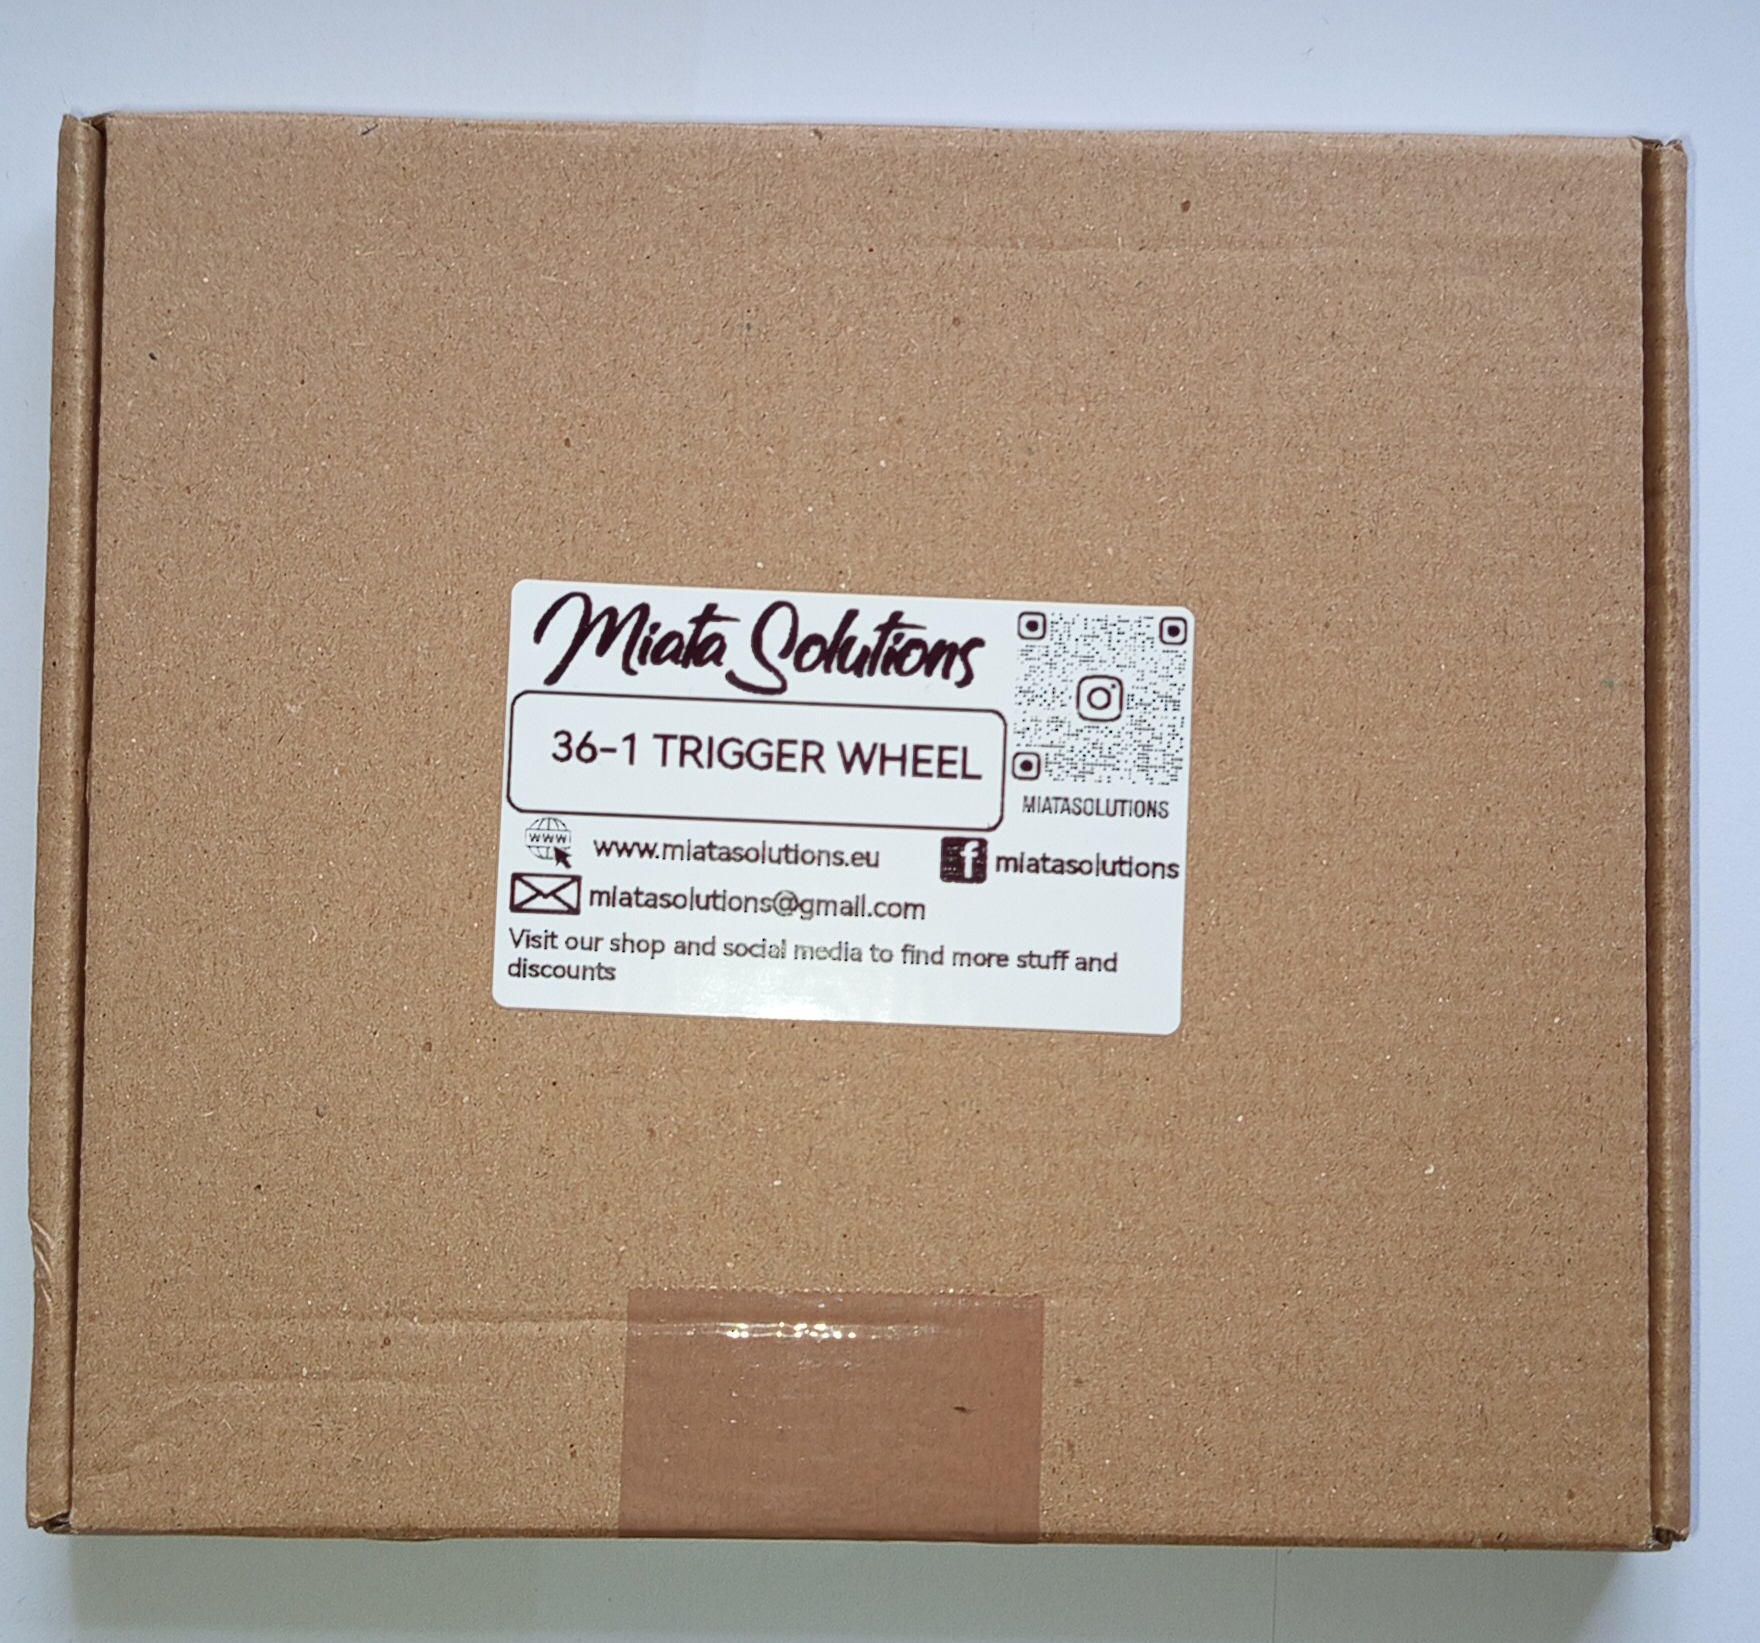 Miata Solutions
36-1 TRIGGER WHEEL
MIATASOLUTIONS
www
www.miatasolutions.eu
f miatasolutions
miatasolutions@gmail.com
Visit our shop and social media to find more stuff and
discounts